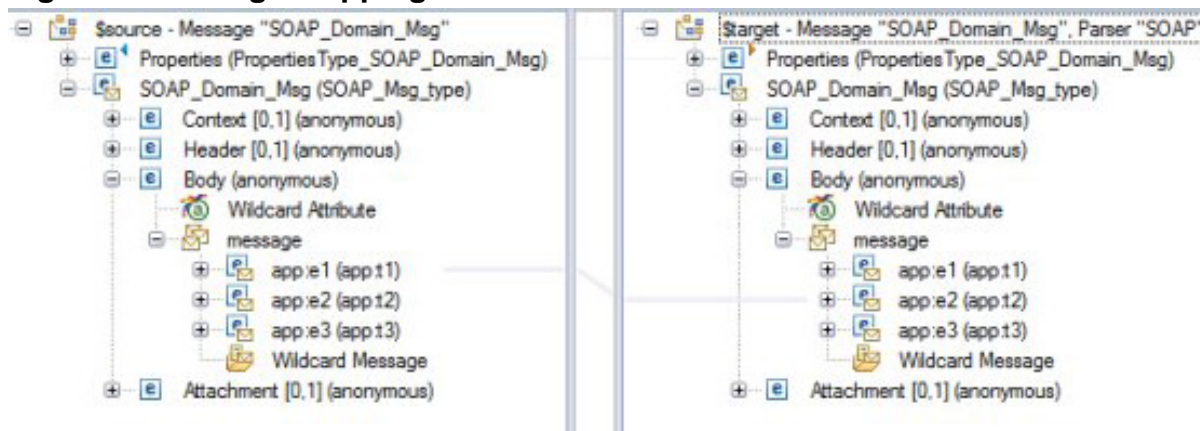 $source - Message "SOAP_Domain_Msg"
Properties (PropertiesType_SOAP_Domain_Msg)
SOAP_Domain_Msg (SOAP_Msg_type)
Context [0,1] (anonymous)
Header [0,1] (anonymous)
Body (anonymous)
Wildcard Attribute
message
app:e1 (app:t1)
app:e2 (app:t2)
app:e3 (app:t3)
Wildcard Message
Attachment [0,1] (anonymous)
$target - Message "SOAP_Domain_Msg", Parser "SOAP"
Properties (PropertiesType_SOAP_Domain_Msg)
SOAP_Domain_Msg (SOAP_Msg_type)
Context [0,1] (anonymous)
Header [0,1] (anonymous)
Body (anonymous)
Wildcard Attribute
message
app:e1 (app:t1)
app:e2 (app:t2)
app:e3 (app:t3)
Wildcard Message
Attachment [0,1] (anonymous)